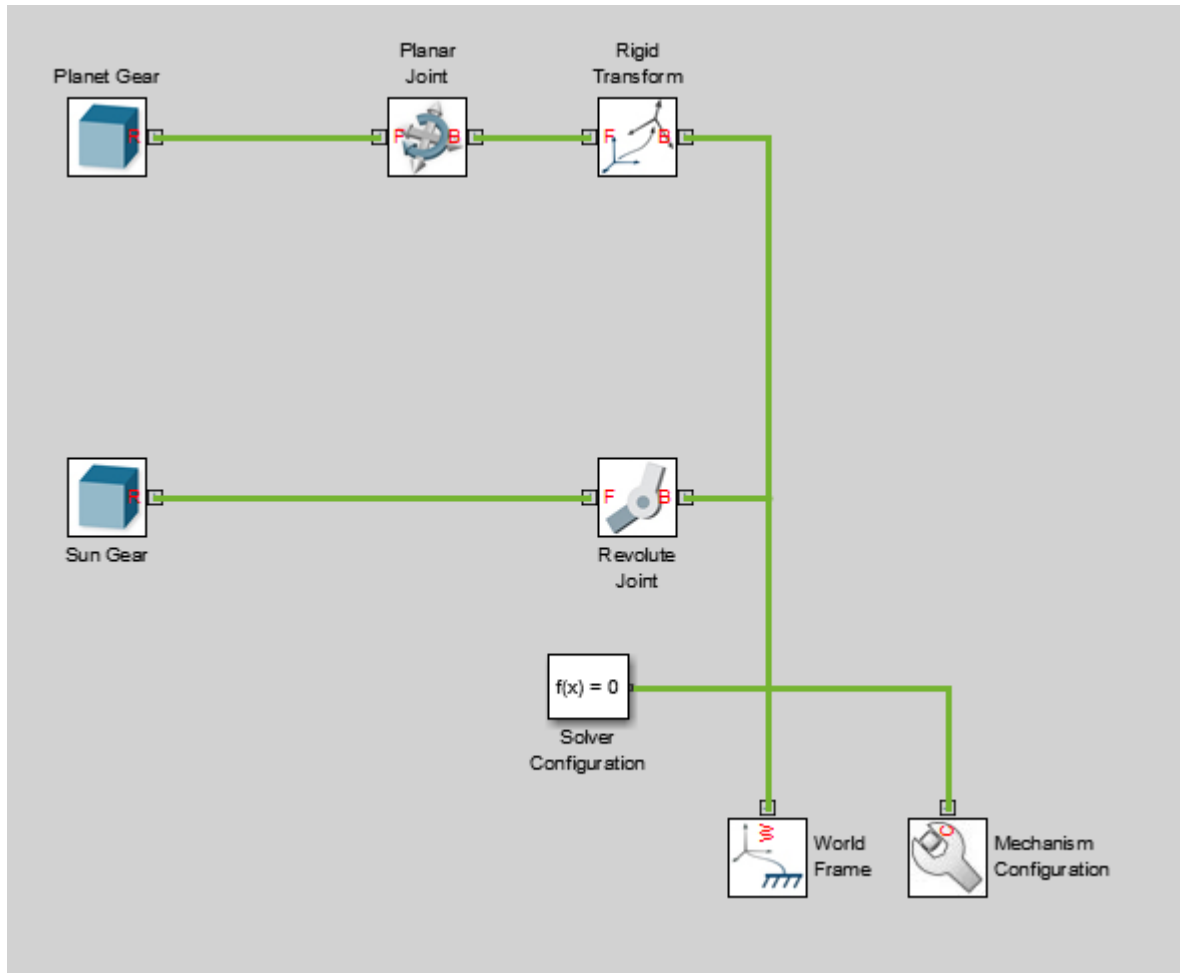 Planet Gear
Planar
Joint
Rigid
Transform
R
F
B
F
B
R
F
B
Sun Gear
Revolute
Joint
f(x) = 0
Solver
Configuration
W
World
Frame
C
Mechanism
Configuration